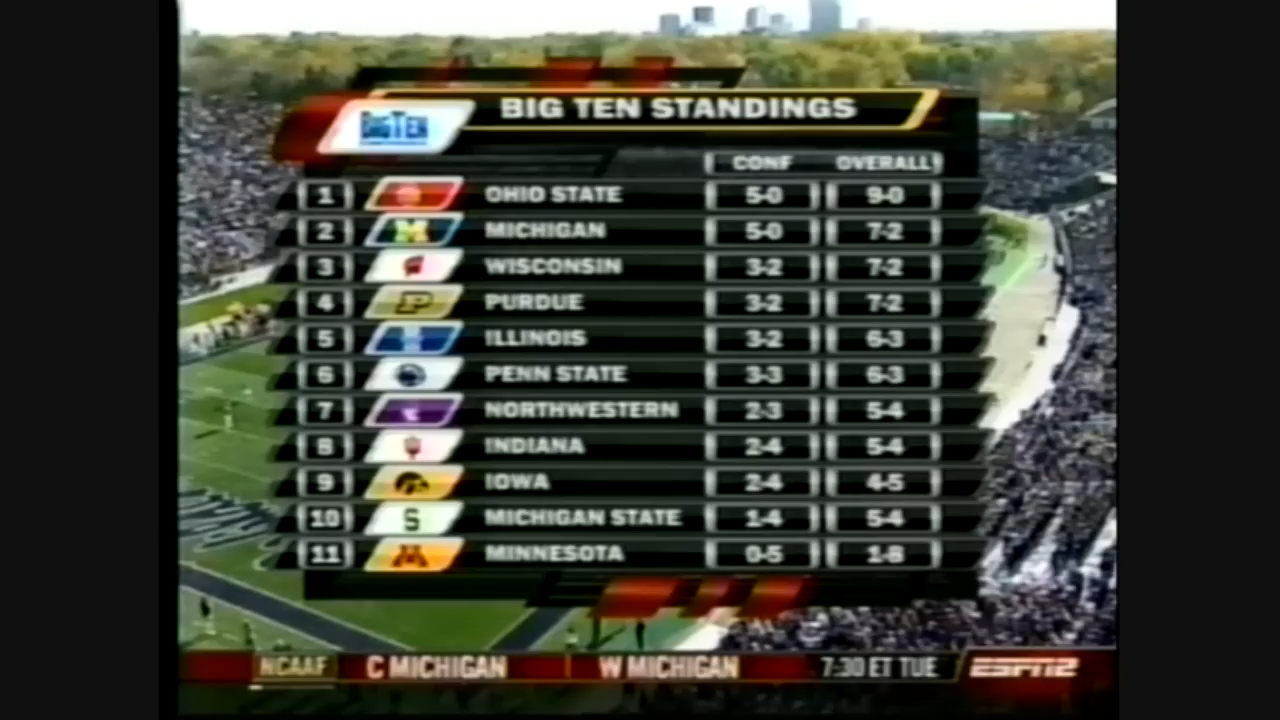 BIG TEN STANDINGS
BIG TEN
CONF OVERALL
1 OHIO STATE 5-0 9-0
2 M MICHIGAN 5-0 7-2
3 W WISCONSIN 3-2 7-2
4 P PURDUE 3-2 7-2
5 ILLINOIS 3-2 6-3
6 PENN STATE 3-3 6-3
7 NORTHWESTERN 2-3 5-4
8 INDIANA 2-4 5-4
9 IOWA 2-4 4-5
10 S MICHIGAN STATE 1-4 5-4
11 M MINNESOTA 0-5 1-8
NCAAF C MICHIGAN W MICHIGAN 7:30 ET TUE ESPN2